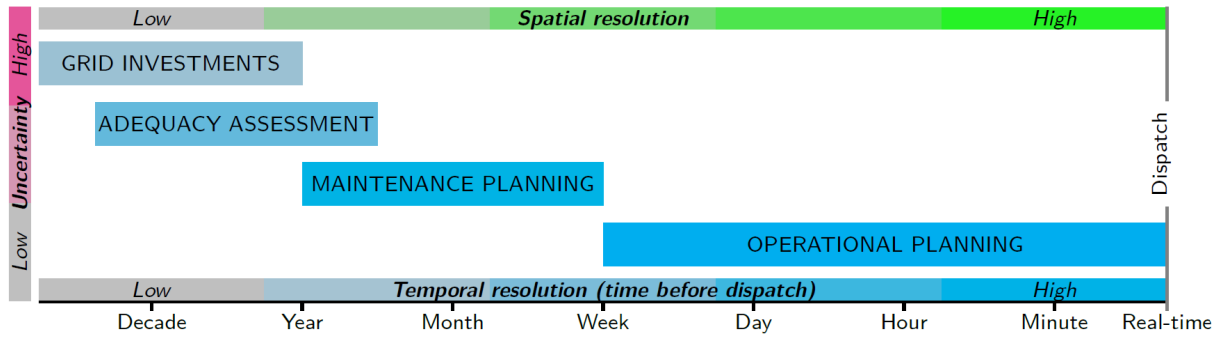 Low Spatial resolution High
High
GRID INVESTMENTS
ADEQUACY ASSESSMENT
Uncertainty
MAINTENANCE PLANNING
Dispatch
Low
OPERATIONAL PLANNING
Low Temporal resolution (time before dispatch) High
Decade Year Month Week Day Hour Minute Real-time